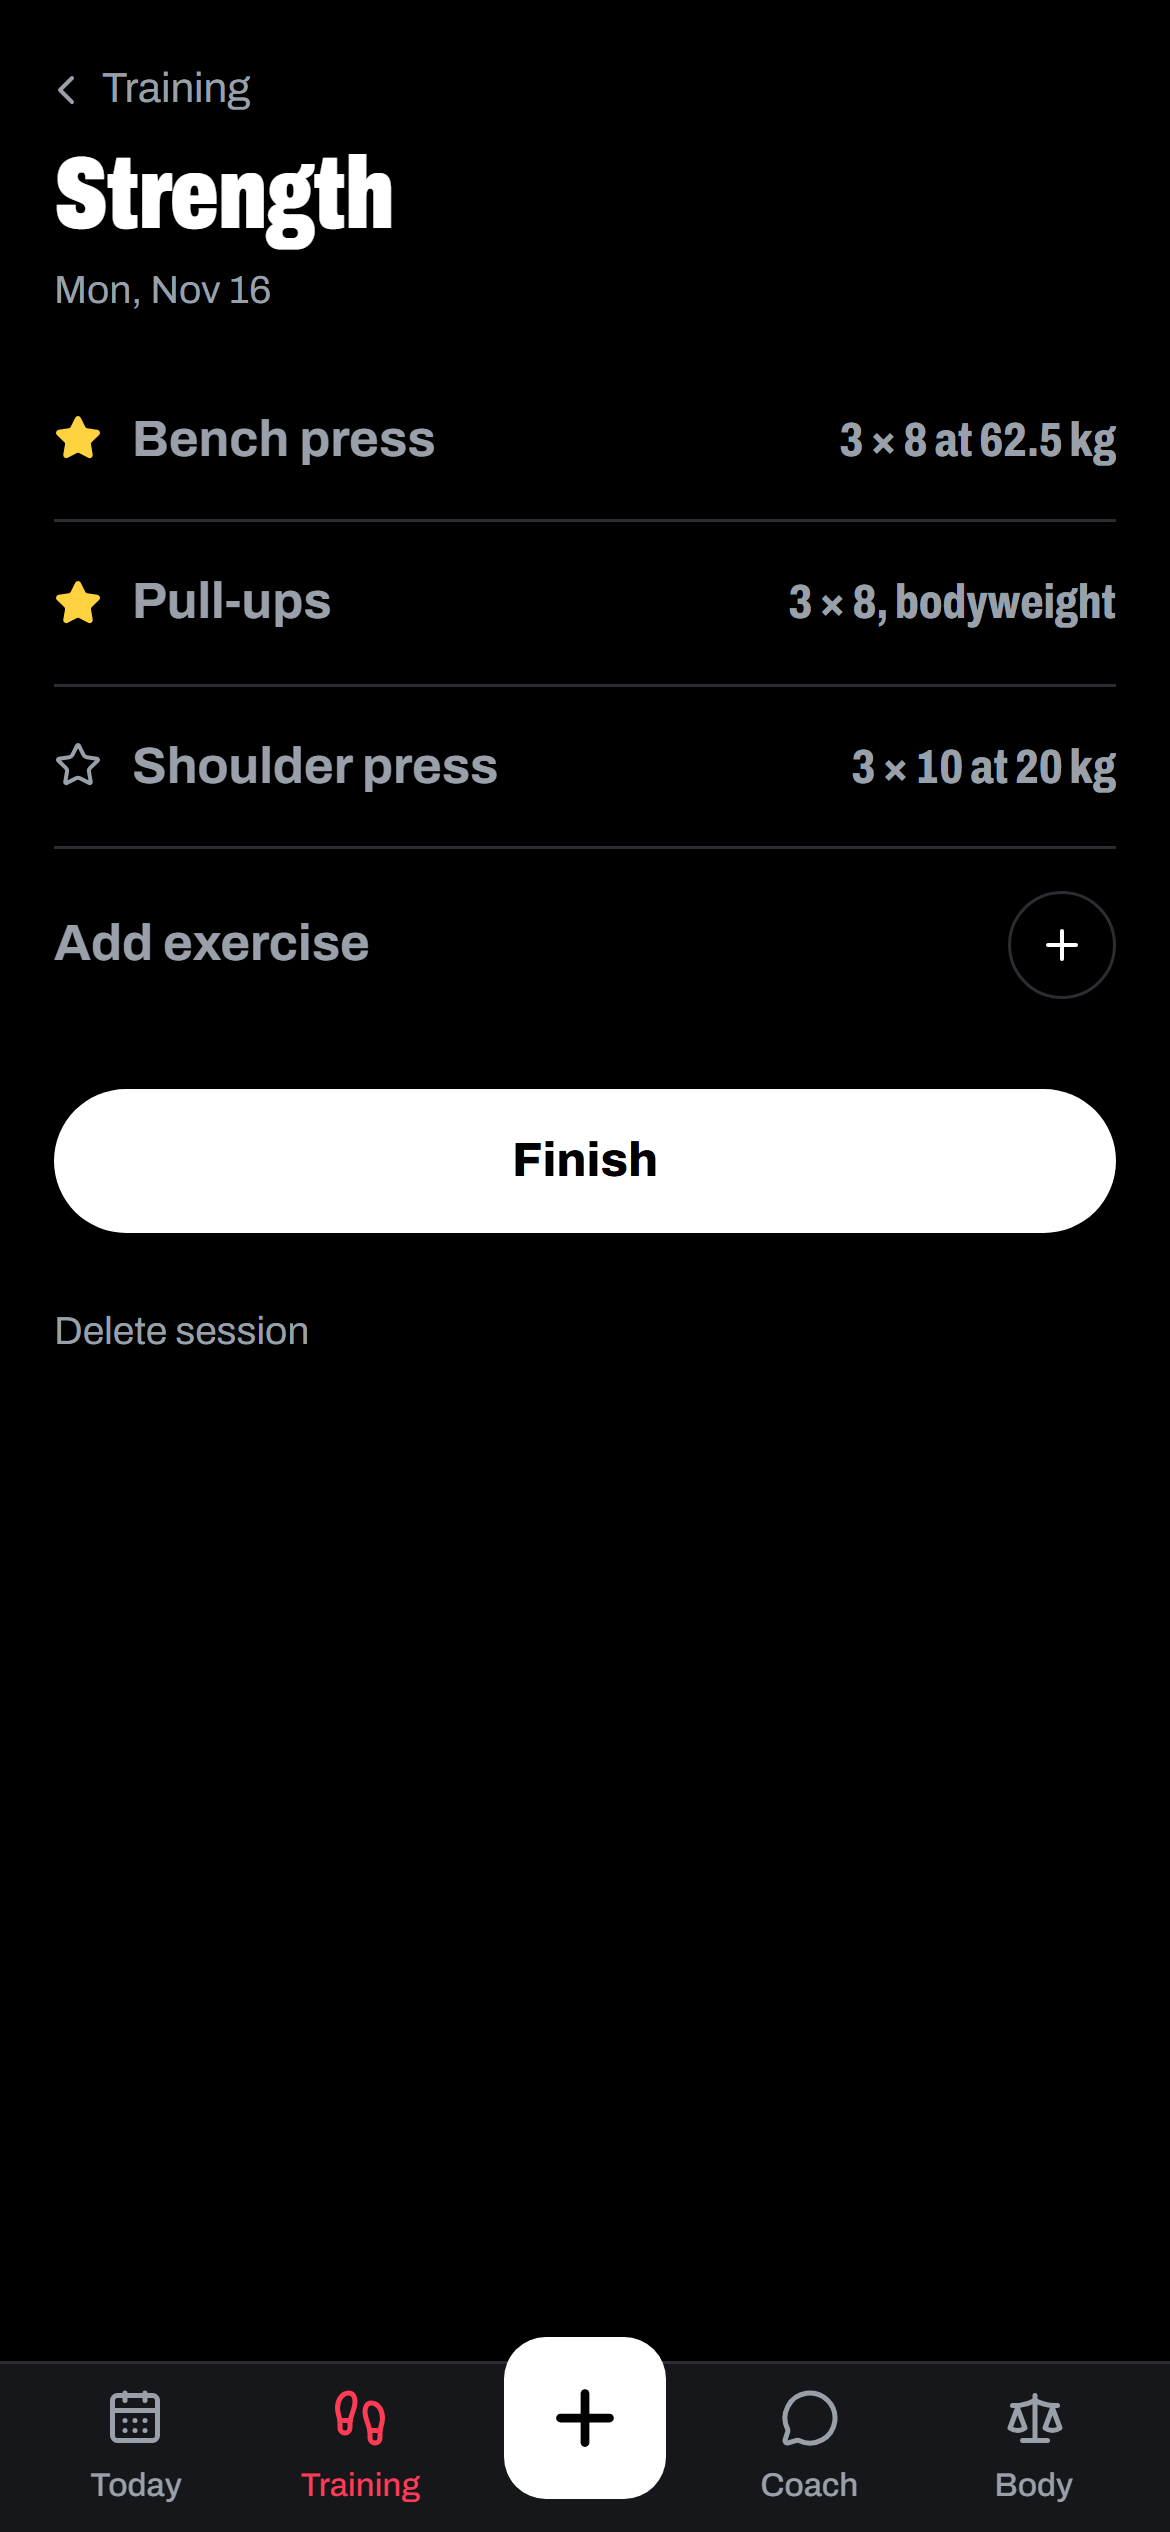 Training
Strength
Mon, Nov 16
Bench press 3 × 8 at 62.5 kg
Pull-ups 3 × 8, bodyweight
Shoulder press 3 × 10 at 20 kg
Add exercise
Finish
Delete session
Today Training Coach Body